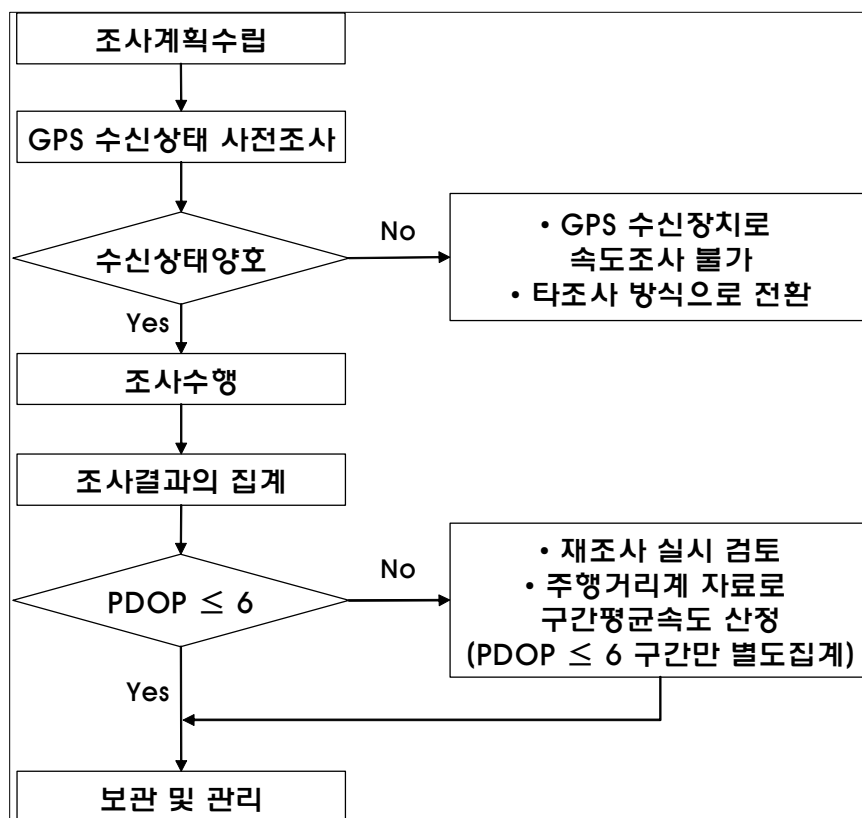 조사계획수립
GPS 수신상태 사전조사
수신상태양호
No
• GPS 수신장치로
속도조사 불가
• 타조사 방식으로 전환
Yes
조사수행
조사결과의 집계
PDOP ≤ 6
No
• 재조사 실시 검토
• 주행거리계 자료로
구간평균속도 산정
(PDOP ≤ 6 구간만 별도집계)
Yes
보관 및 관리